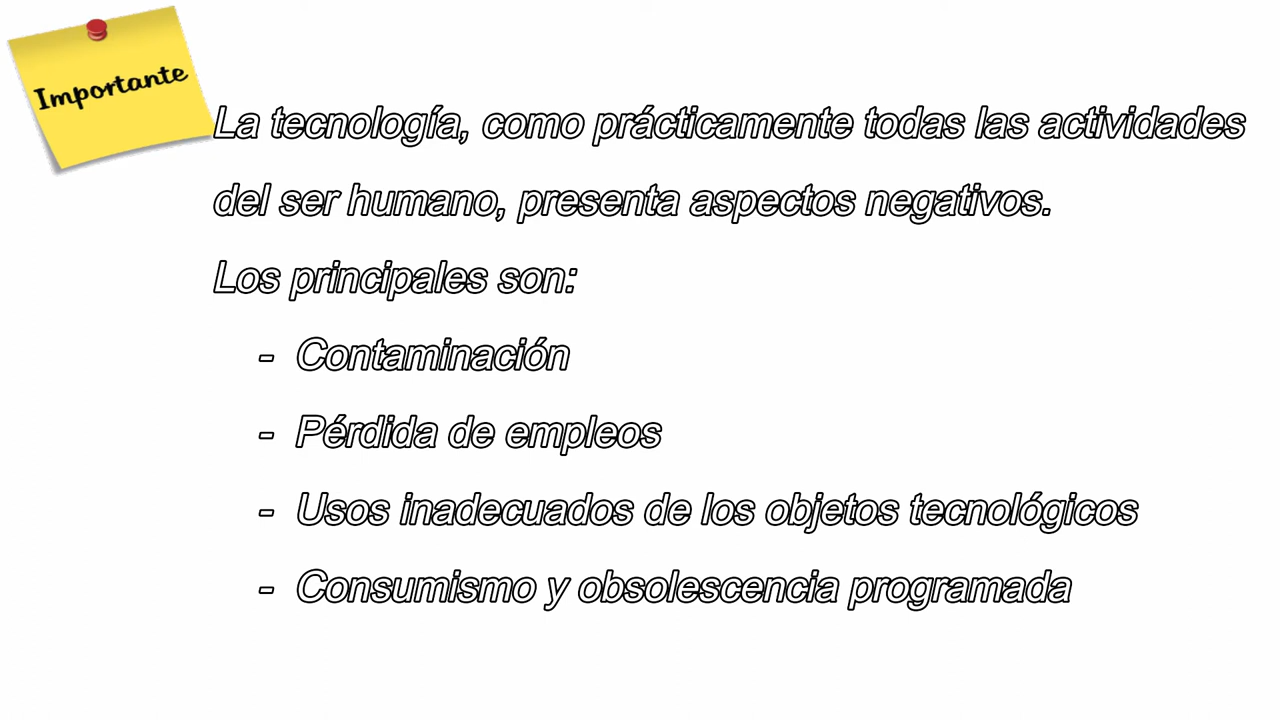 Importante
La tecnología, como prácticamente todas las actividades
del ser humano, presenta aspectos negativos.
Los principales son:
- Contaminación
- Pérdida de empleos
- Usos inadecuados de los objetos tecnológicos
- Consumismo y obsolescencia programada